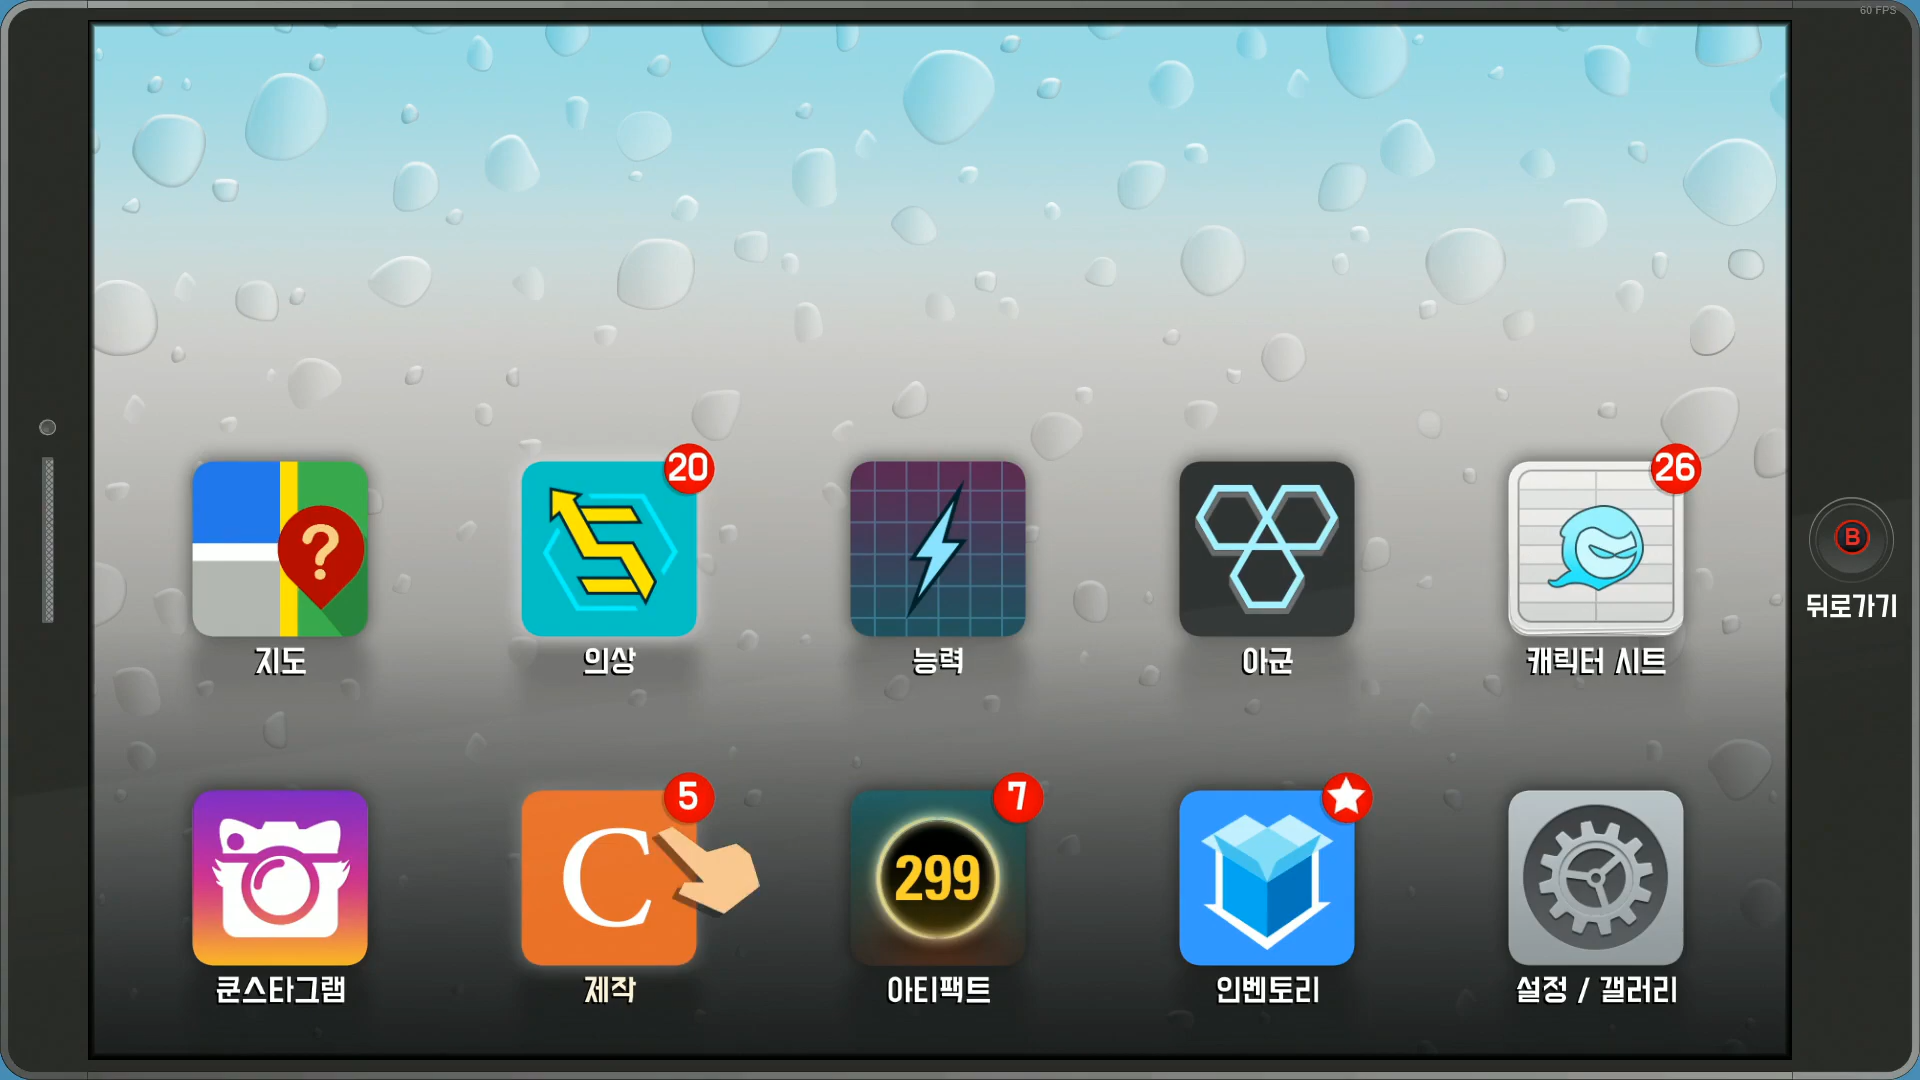 60 FPS
20
26
?
지도
의상
능력
아군
캐릭터 시트
B
뒤로가기
5
7
C
299
쿤스타그램
제작
아티팩트
인벤토리
설정 / 갤러리